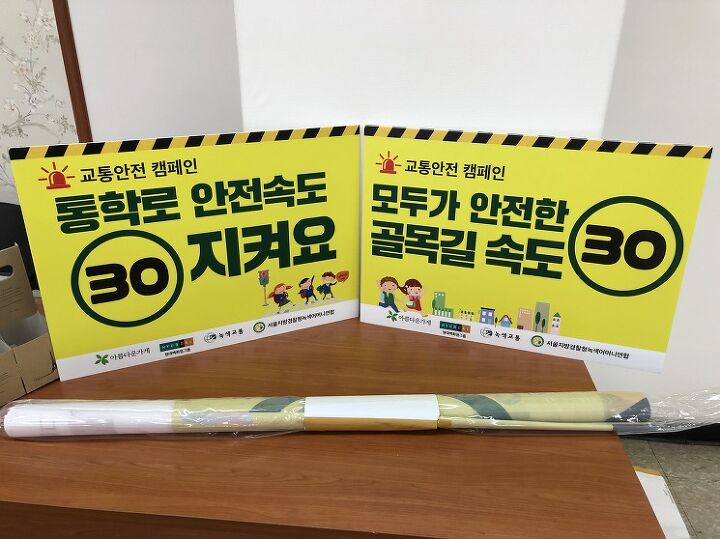 교통안전 캠페인
통학로 안전속도
30 지켜요
아름다운가게
녹색교통
서울지방경찰청녹색어머니연합
교통안전 캠페인
모두가 안전한
골목길 속도 30
아름다운가게
녹색교통
서울지방경찰청녹색어머니연합